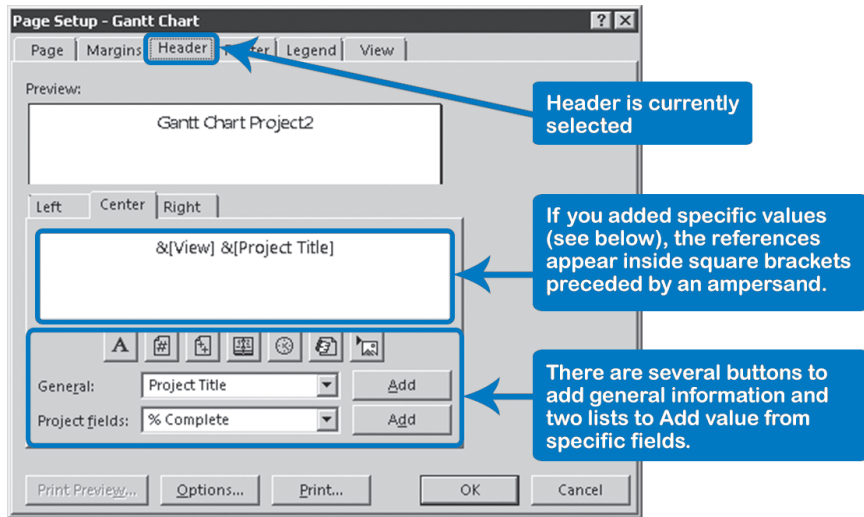 Page Setup - Gantt Chart
Page Margins Header Legend View
Header is currently
selected
Preview:
Gantt Chart Project2
Left Center Right
&[View] &[Project Title]
If you added specific values
(see below), the references
appear inside square brackets
preceded by an ampersand.
A
General: Project Title Add
Project fields: % Complete Add
There are several buttons to
add general information and
two lists to Add value from
specific fields.
Print Preview... Options... Print... OK Cancel